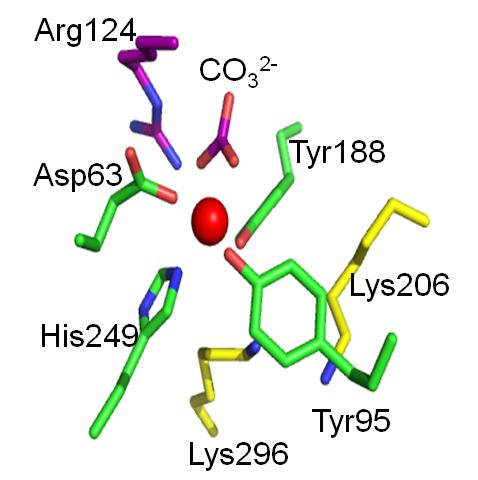 Arg124
CO₃²⁻
Tyr188
Asp63
Lys206
His249
Tyr95
Lys296